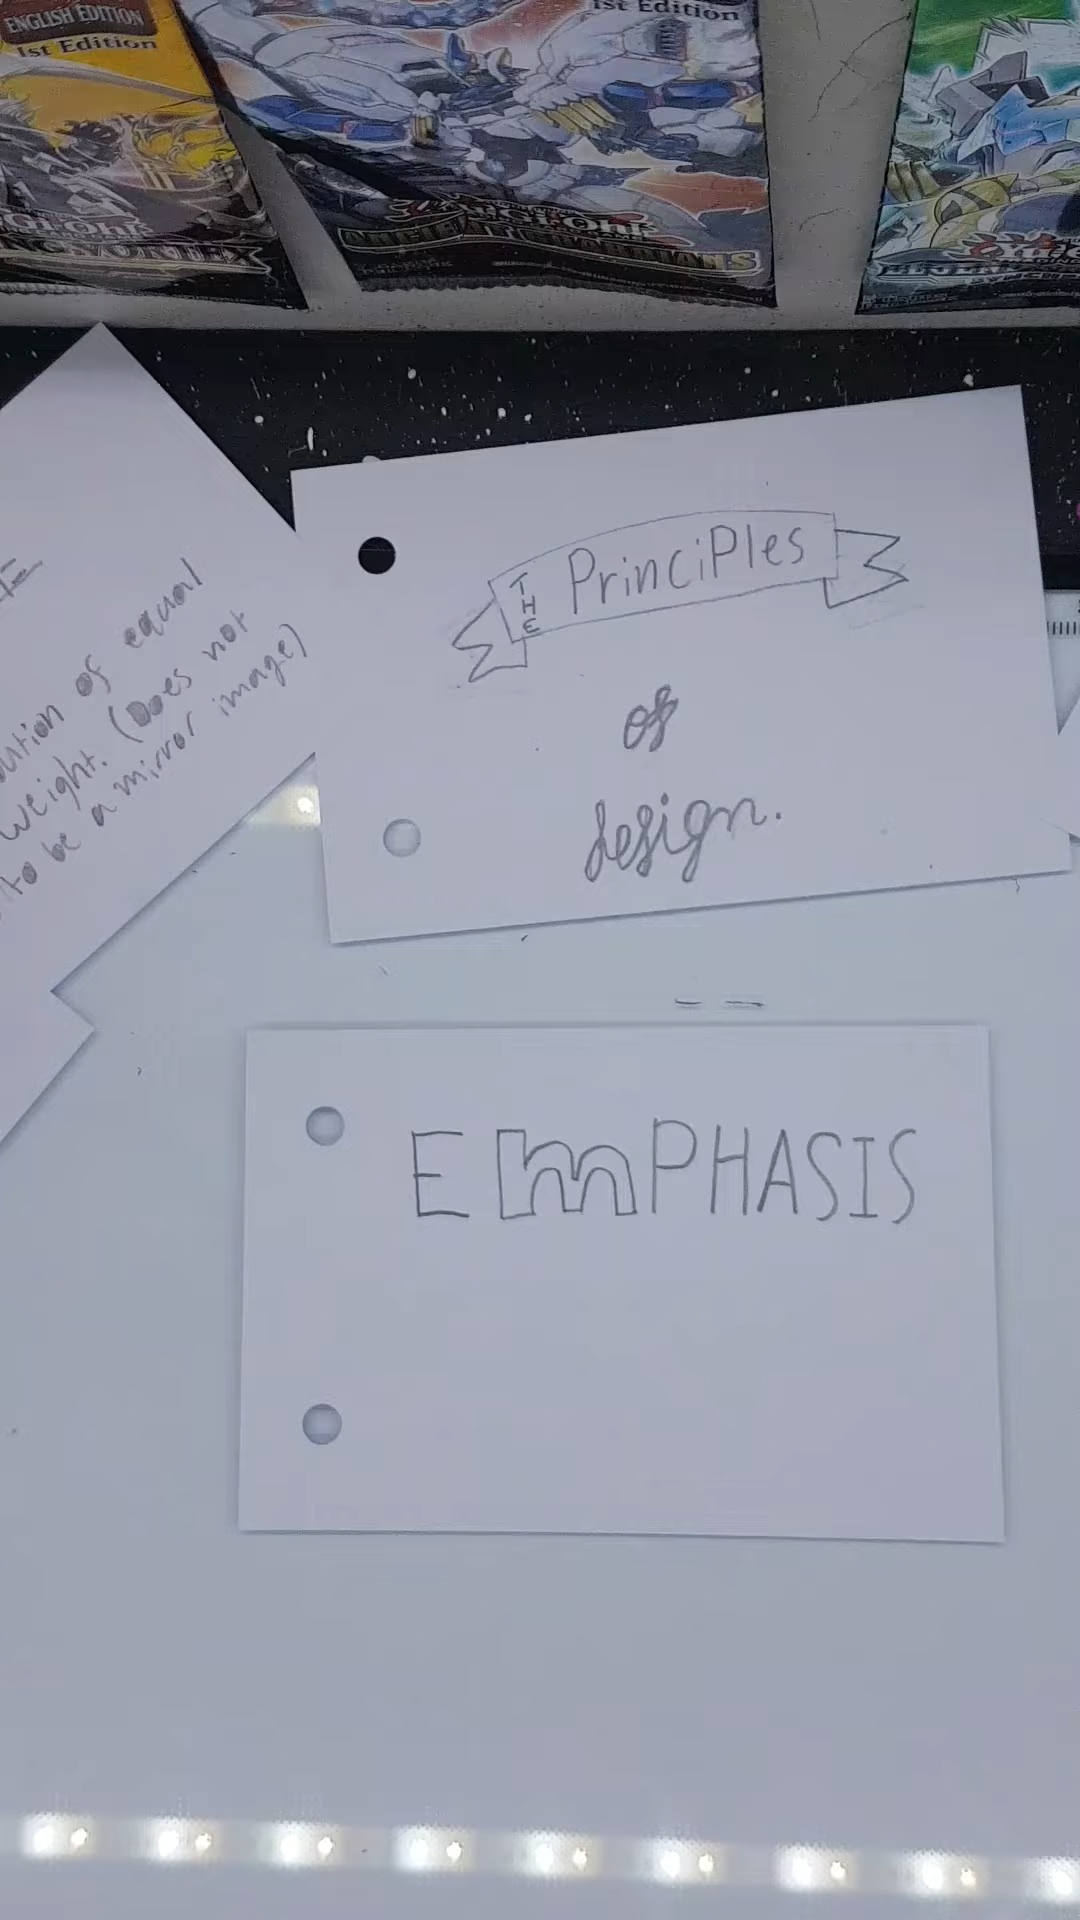 ENGLISH EDITION
1st Edition
1st Edition
of equal
weight. (Does not
to be a mirror image)
THE PrinciPles
of
design.
EmPHASIS